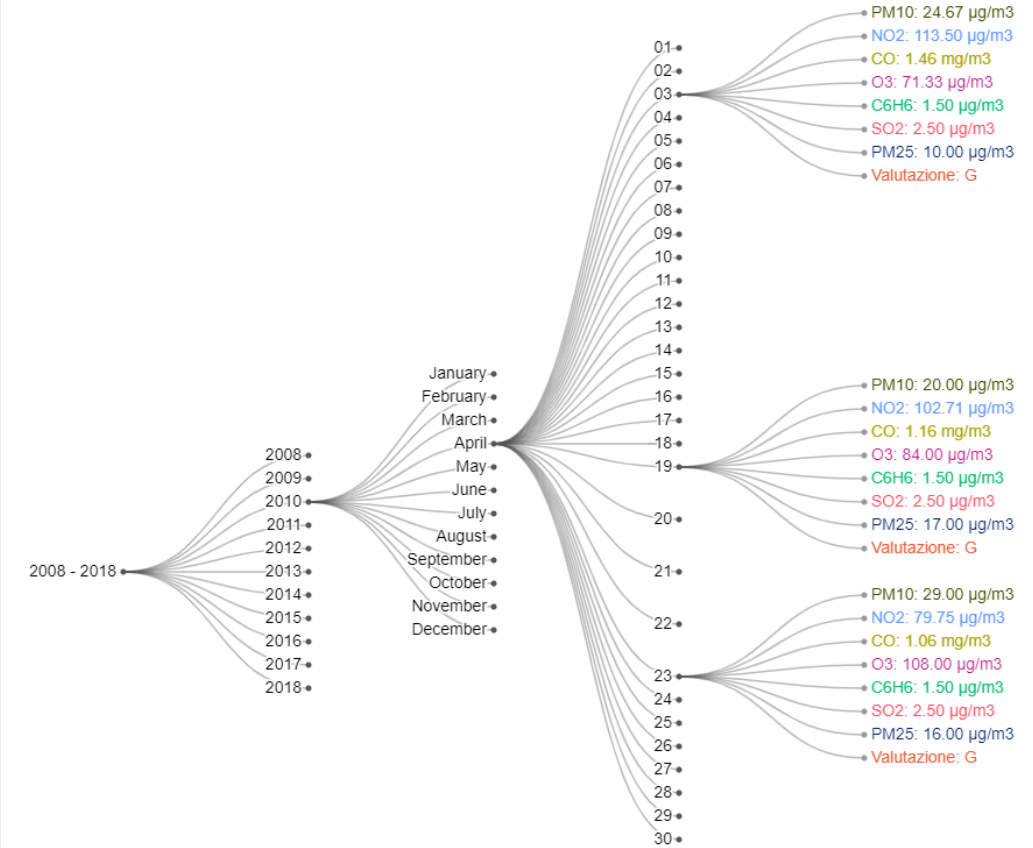 2008 - 2018
2008
2009
2010
2011
2012
2013
2014
2015
2016
2017
2018
January
February
March
April
May
June
July
August
September
October
November
December
01
02
03
04
05
06
07
08
09
10
11
12
13
14
15
16
17
18
19
20
21
22
23
24
25
26
27
28
29
30
PM10: 24.67 µg/m3
NO2: 113.50 µg/m3
CO: 1.46 mg/m3
O3: 71.33 µg/m3
C6H6: 1.50 µg/m3
SO2: 2.50 µg/m3
PM25: 10.00 µg/m3
Valutazione: G
PM10: 20.00 µg/m3
NO2: 102.71 µg/m3
CO: 1.16 mg/m3
O3: 84.00 µg/m3
C6H6: 1.50 µg/m3
SO2: 2.50 µg/m3
PM25: 17.00 µg/m3
Valutazione: G
PM10: 29.00 µg/m3
NO2: 79.75 µg/m3
CO: 1.06 mg/m3
O3: 108.00 µg/m3
C6H6: 1.50 µg/m3
SO2: 2.50 µg/m3
PM25: 16.00 µg/m3
Valutazione: G